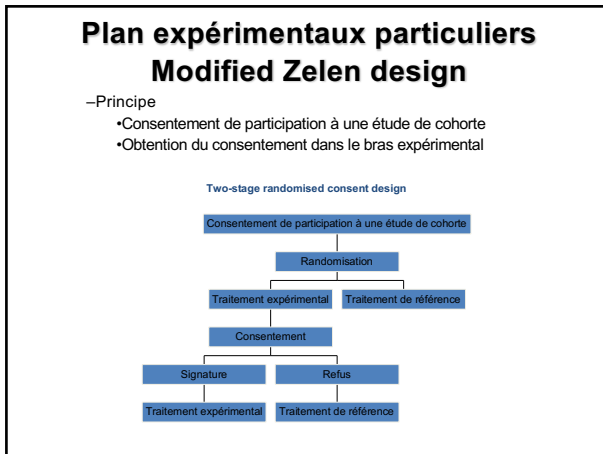 Plan expérimentaux particuliers
Modified Zelen design
–Principe
•Consentement de participation à une étude de cohorte
•Obtention du consentement dans le bras expérimental
Two-stage randomised consent design
Consentement de participation à une étude de cohorte
Randomisation
Traitement expérimental Traitement de référence
Consentement
Signature Refus
Traitement expérimental Traitement de référence